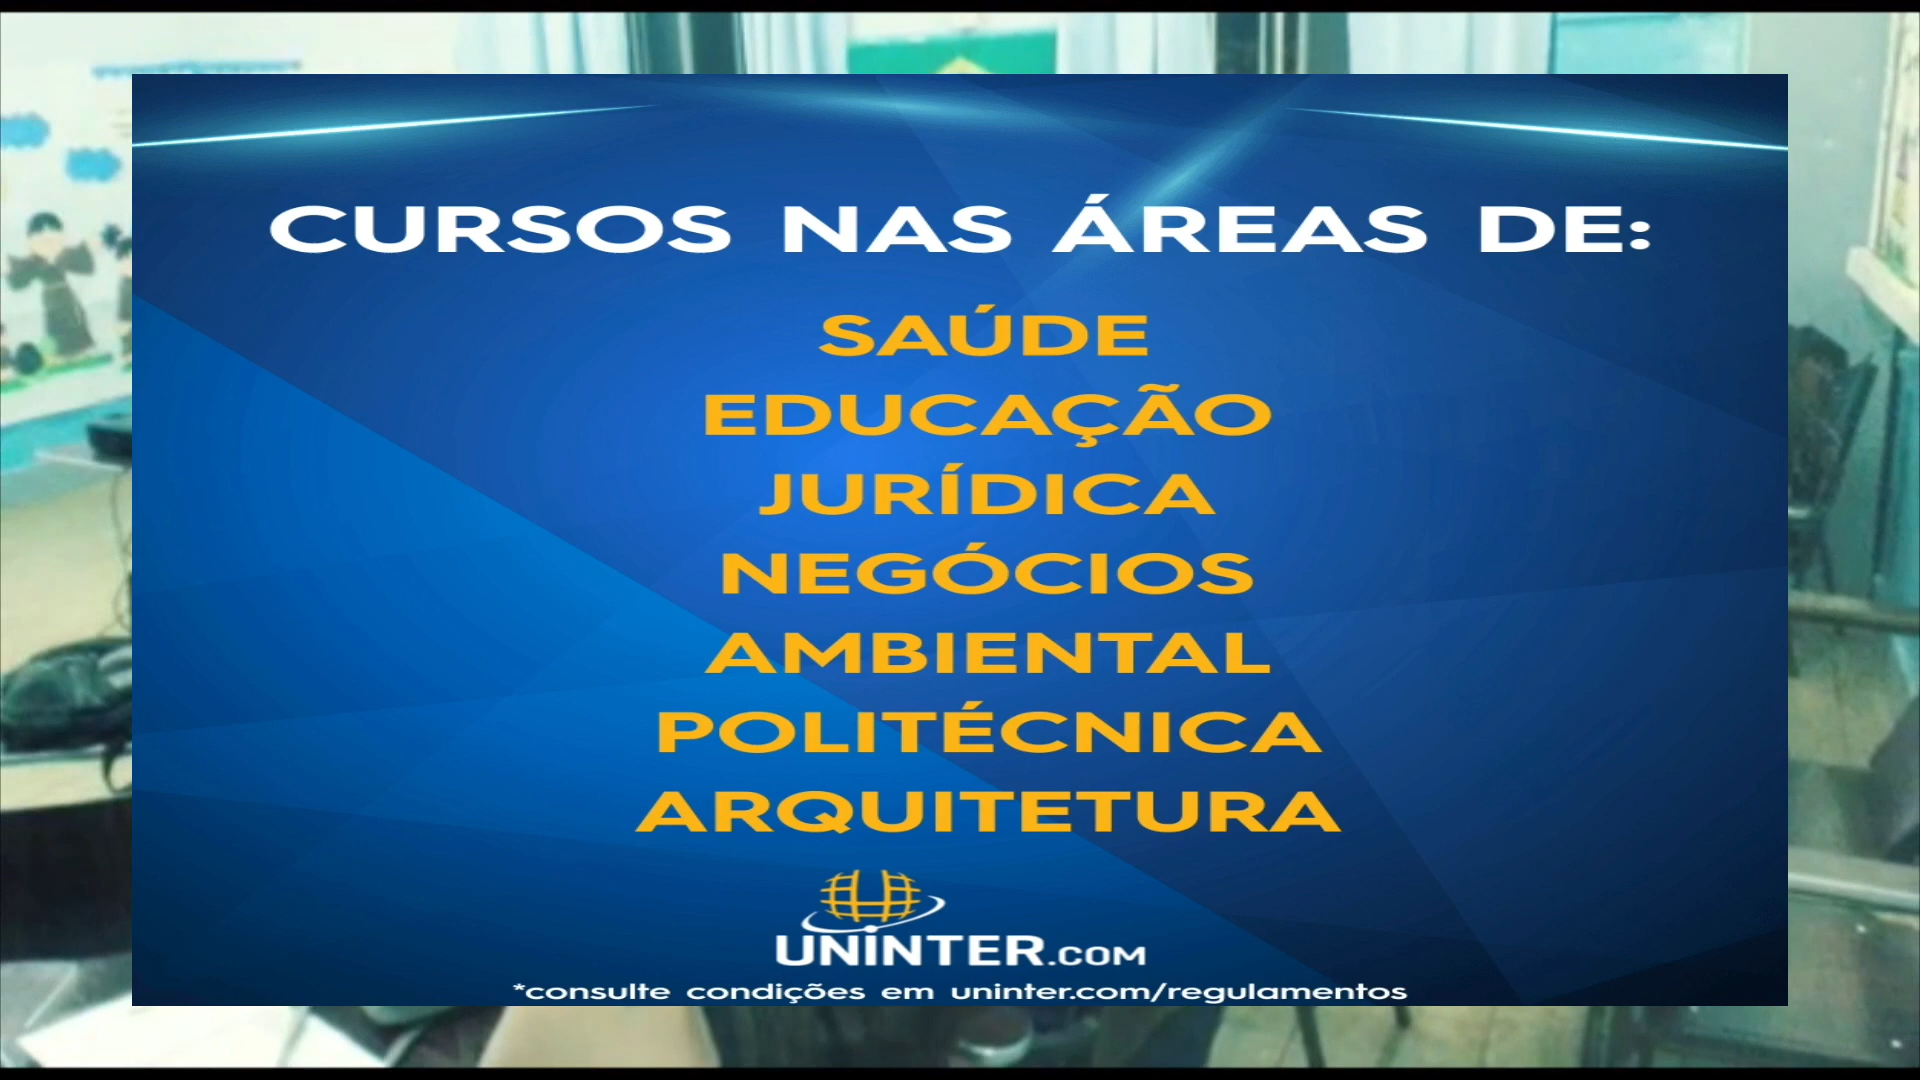 CURSOS NAS ÁREAS DE:
SAÚDE
EDUCAÇÃO
JURÍDICA
NEGÓCIOS
AMBIENTAL
POLITÉCNICA
ARQUITETURA
UNINTER.COM
*consulte condições em uninter.com/regulamentos